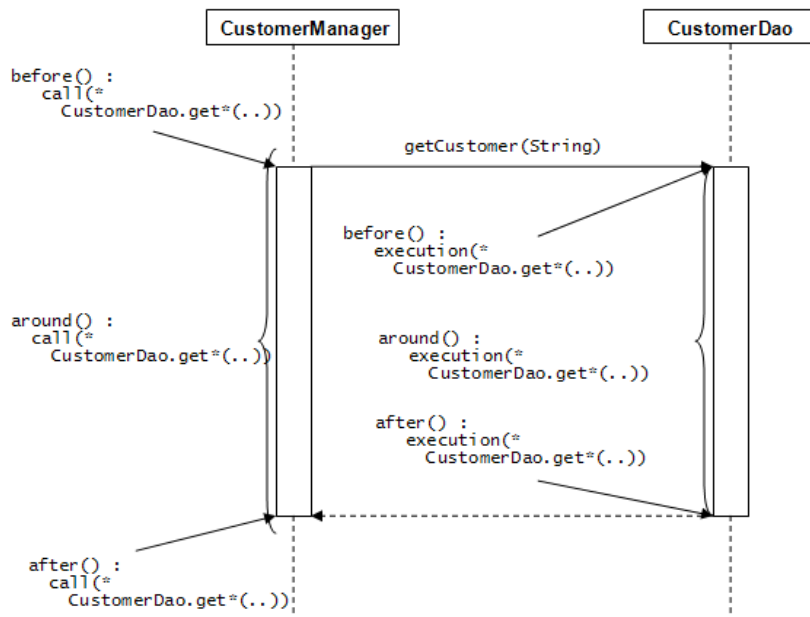 CustomerManager
CustomerDao
before() :
call(*
CustomerDao.get*(..))
getCustomer(String)
before() :
execution(*
CustomerDao.get*(..))
around() :
call(*
CustomerDao.get*(..))
around() :
execution(*
CustomerDao.get*(..))
after() :
execution(*
CustomerDao.get*(..))
after() :
call(*
CustomerDao.get*(..))